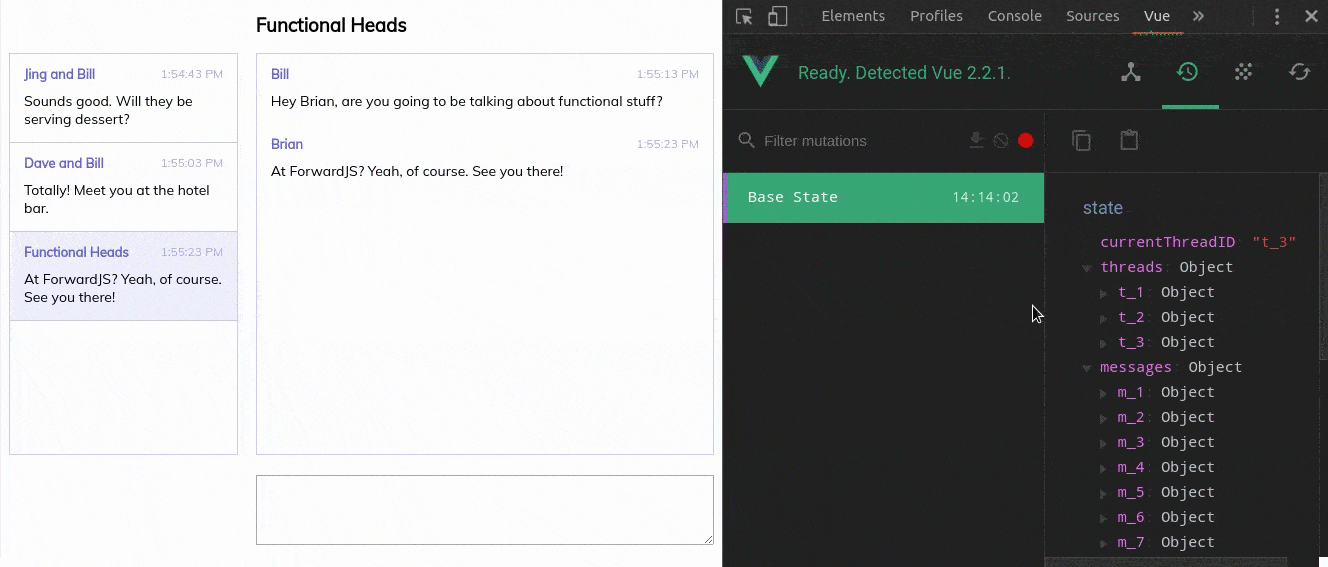 Functional Heads
Jing and Bill 1:54:43 PM
Sounds good. Will they be
serving dessert?
Dave and Bill 1:55:03 PM
Totally! Meet you at the hotel
bar.
Functional Heads 1:55:23 PM
At ForwardJS? Yeah, of course.
See you there!
Bill 1:55:13 PM
Hey Brian, are you going to be talking about functional stuff?
Brian 1:55:23 PM
At ForwardJS? Yeah, of course. See you there!
Elements Profiles Console Sources Vue »
Ready. Detected Vue 2.2.1.
Filter mutations
Base State 14:14:02
state
currentThreadID: "t_3"
threads: Object
t_1: Object
t_2: Object
t_3: Object
messages: Object
m_1: Object
m_2: Object
m_3: Object
m_4: Object
m_5: Object
m_6: Object
m_7: Object